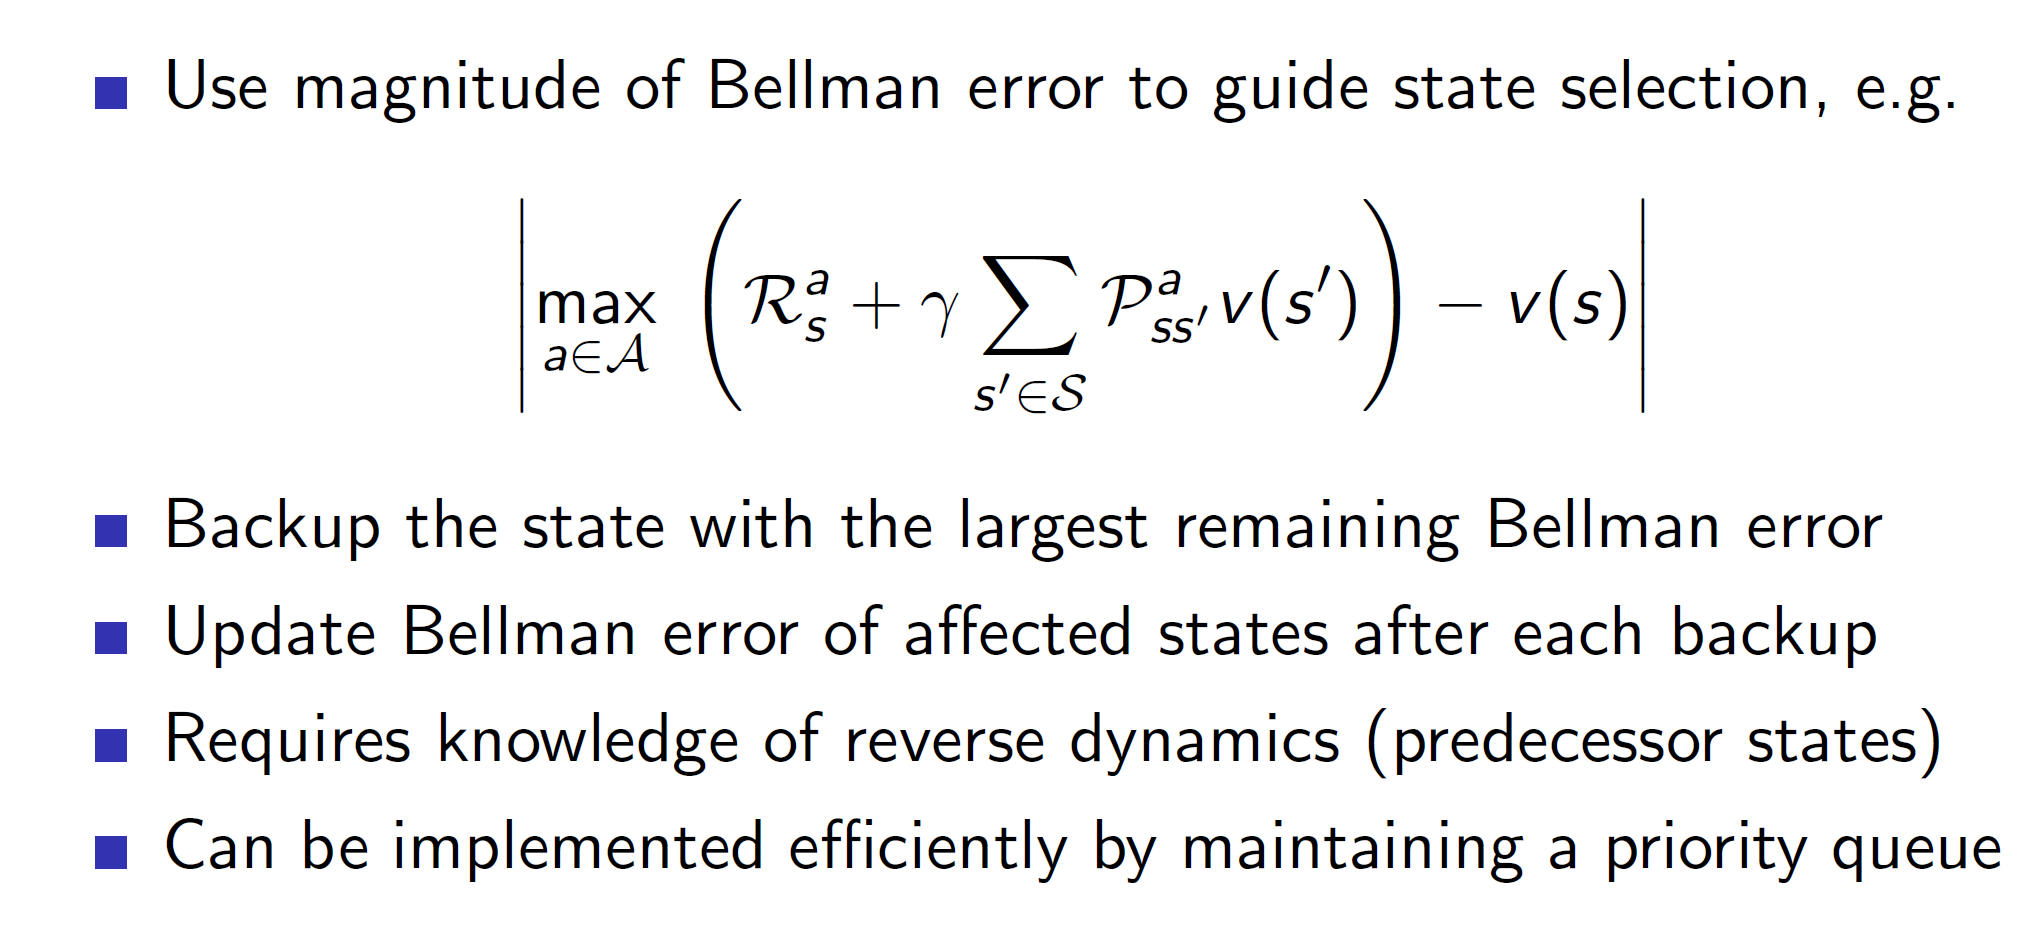 Use magnitude of Bellman error to guide state selection, e.g.
$$\left| \max_{a \in \mathcal{A}} \left( \mathcal{R}_s^a + \gamma \sum_{s' \in \mathcal{S}} \mathcal{P}_{ss'}^a v(s') \right) - v(s) \right|$$
Backup the state with the largest remaining Bellman error
Update Bellman error of affected states after each backup
Requires knowledge of reverse dynamics (predecessor states)
Can be implemented efficiently by maintaining a priority queue